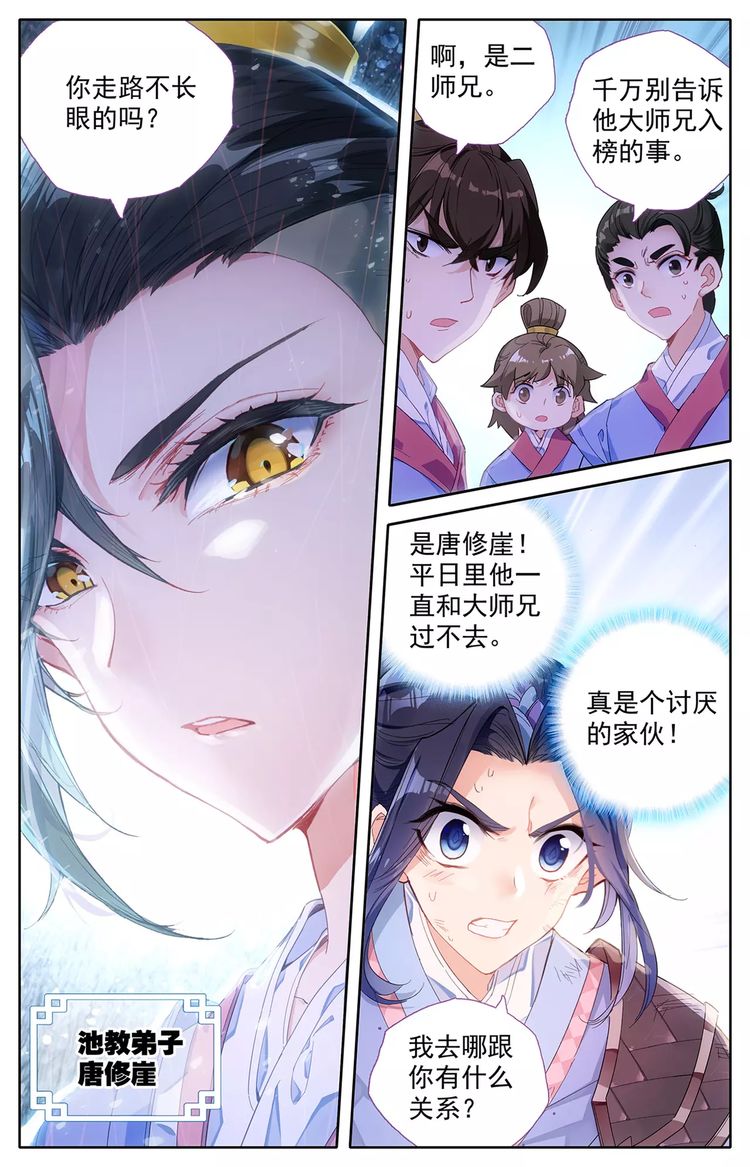 你走路不长
眼的吗？
池教弟子
唐修崖
啊，是二
师兄。
千万别告诉
他大师兄入
榜的事。
是唐修崖！
平日里他一
直和大师兄
过不去。
真是个讨厌
的家伙！
我去哪跟
你有什么
关系？